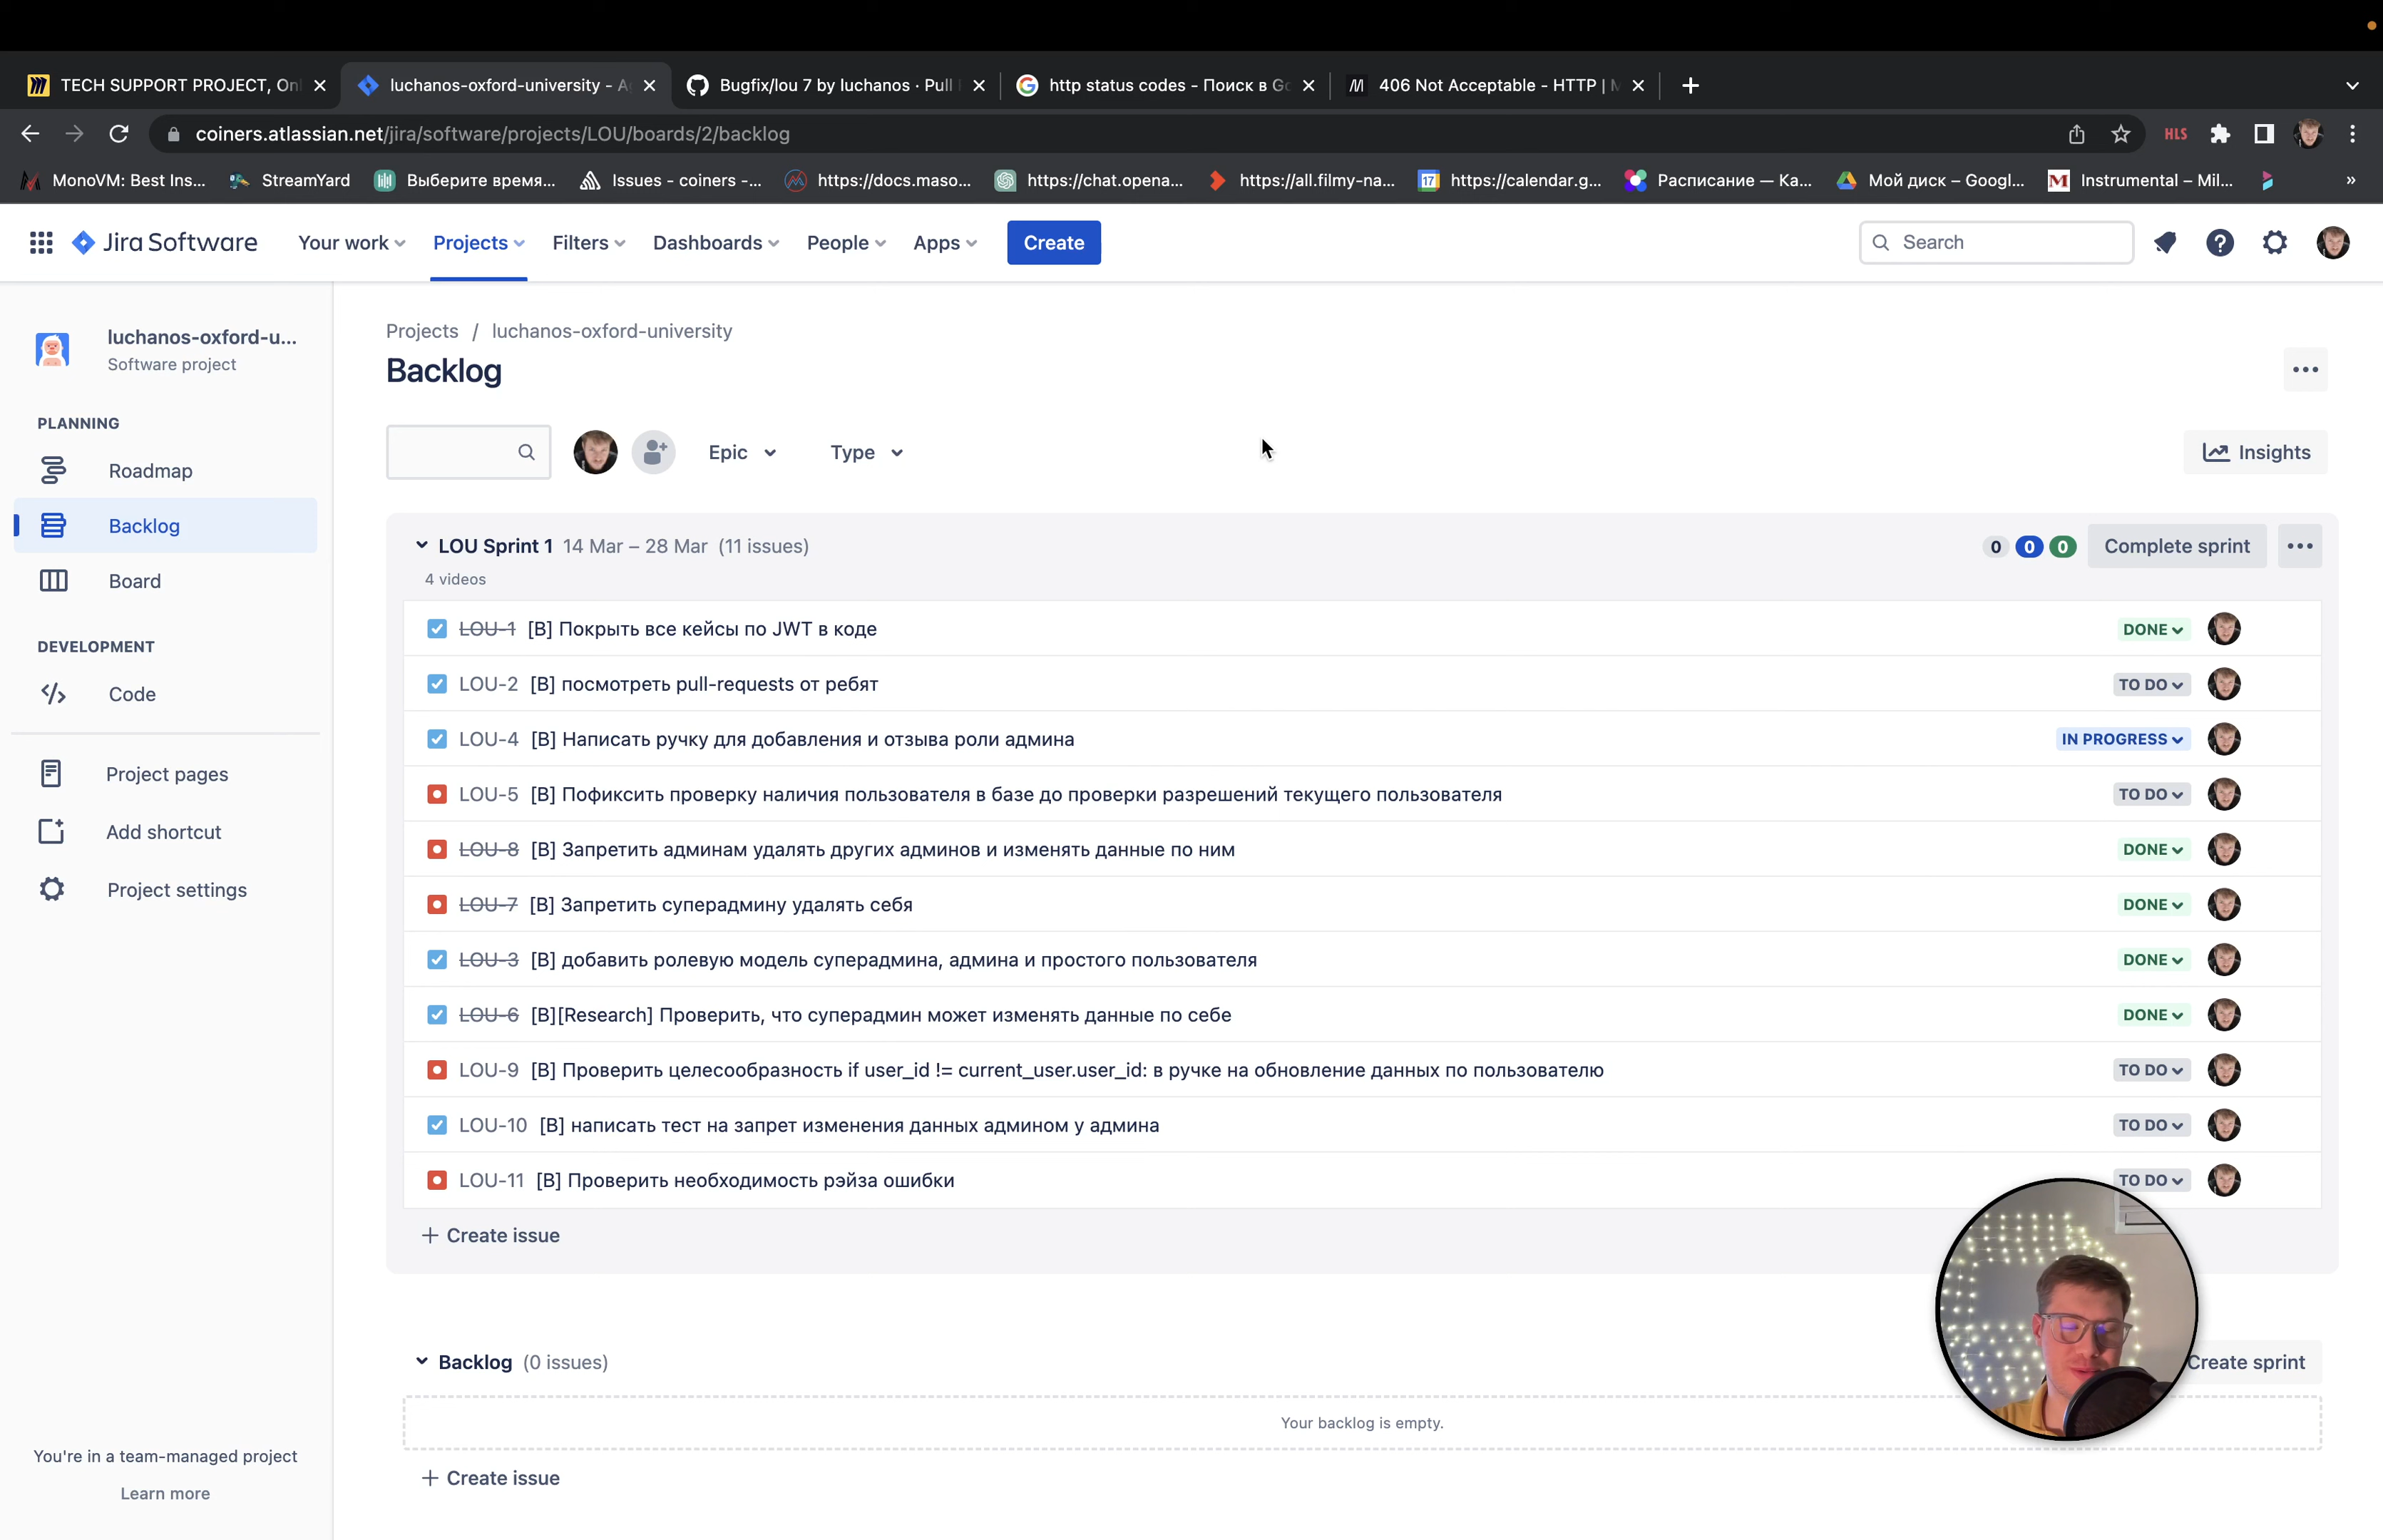 TECH SUPPORT PROJECT, On
luchanos-oxford-university - A
Bugfix/lou 7 by luchanos · Pull
http status codes - Поиск в Go
406 Not Acceptable - HTTP | M
coiners.atlassian.net/jira/software/projects/LOU/boards/2/backlog
HLS
MonoVM: Best Ins...
StreamYard
Выберите время...
Issues - coiners -...
https://docs.maso...
https://chat.opena...
https://all.filmy-na...
17
https://calendar.g...
Расписание — Ка...
Мой диск – Googl...
Instrumental – Mil...
»
Jira Software
Your work
Projects
Filters
Dashboards
People
Apps
Create
Search
luchanos-oxford-u...
Software project
PLANNING
Roadmap
Backlog
Board
DEVELOPMENT
Code
Project pages
Add shortcut
Project settings
You're in a team-managed project
Learn more
Projects / luchanos-oxford-university
Backlog
Epic
Type
Insights
LOU Sprint 1 14 Mar – 28 Mar (11 issues)
0 0 0 Complete sprint
4 videos
LOU-1 [B] Покрыть все кейсы по JWT в коде DONE
LOU-2 [B] посмотреть pull-requests от ребят TO DO
LOU-4 [B] Написать ручку для добавления и отзыва роли админа IN PROGRESS
LOU-5 [B] Пофиксить проверку наличия пользователя в базе до проверки разрешений текущего пользователя TO DO
LOU-8 [B] Запретить админам удалять других админов и изменять данные по ним DONE
LOU-7 [B] Запретить суперадмину удалять себя DONE
LOU-3 [B] добавить ролевую модель суперадмина, админа и простого пользователя DONE
LOU-6 [B][Research] Проверить, что суперадмин может изменять данные по себе DONE
LOU-9 [B] Проверить целесообразность if user_id != current_user.user_id: в ручке на обновление данных по пользователю TO DO
LOU-10 [B] написать тест на запрет изменения данных админом у админа TO DO
LOU-11 [B] Проверить необходимость рэйза ошибки TO DO
+ Create issue
Backlog (0 issues)
Create sprint
Your backlog is empty.
+ Create issue